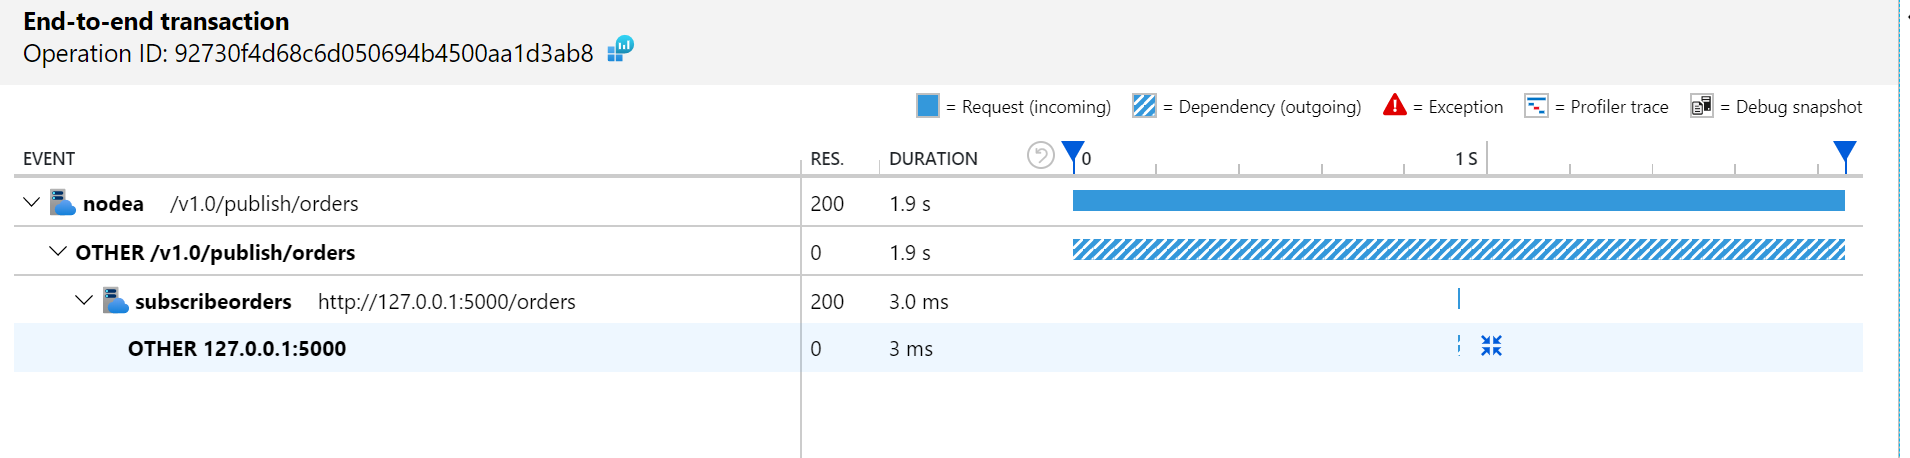 End-to-end transaction
Operation ID: 92730f4d68c6d050694b4500aa1d3ab8
= Request (incoming) = Dependency (outgoing) = Exception = Profiler trace = Debug snapshot
EVENT RES. DURATION 0 1 S
nodea /v1.0/publish/orders 200 1.9 s
OTHER /v1.0/publish/orders 0 1.9 s
subscribeorders http://127.0.0.1:5000/orders 200 3.0 ms
OTHER 127.0.0.1:5000 0 3 ms